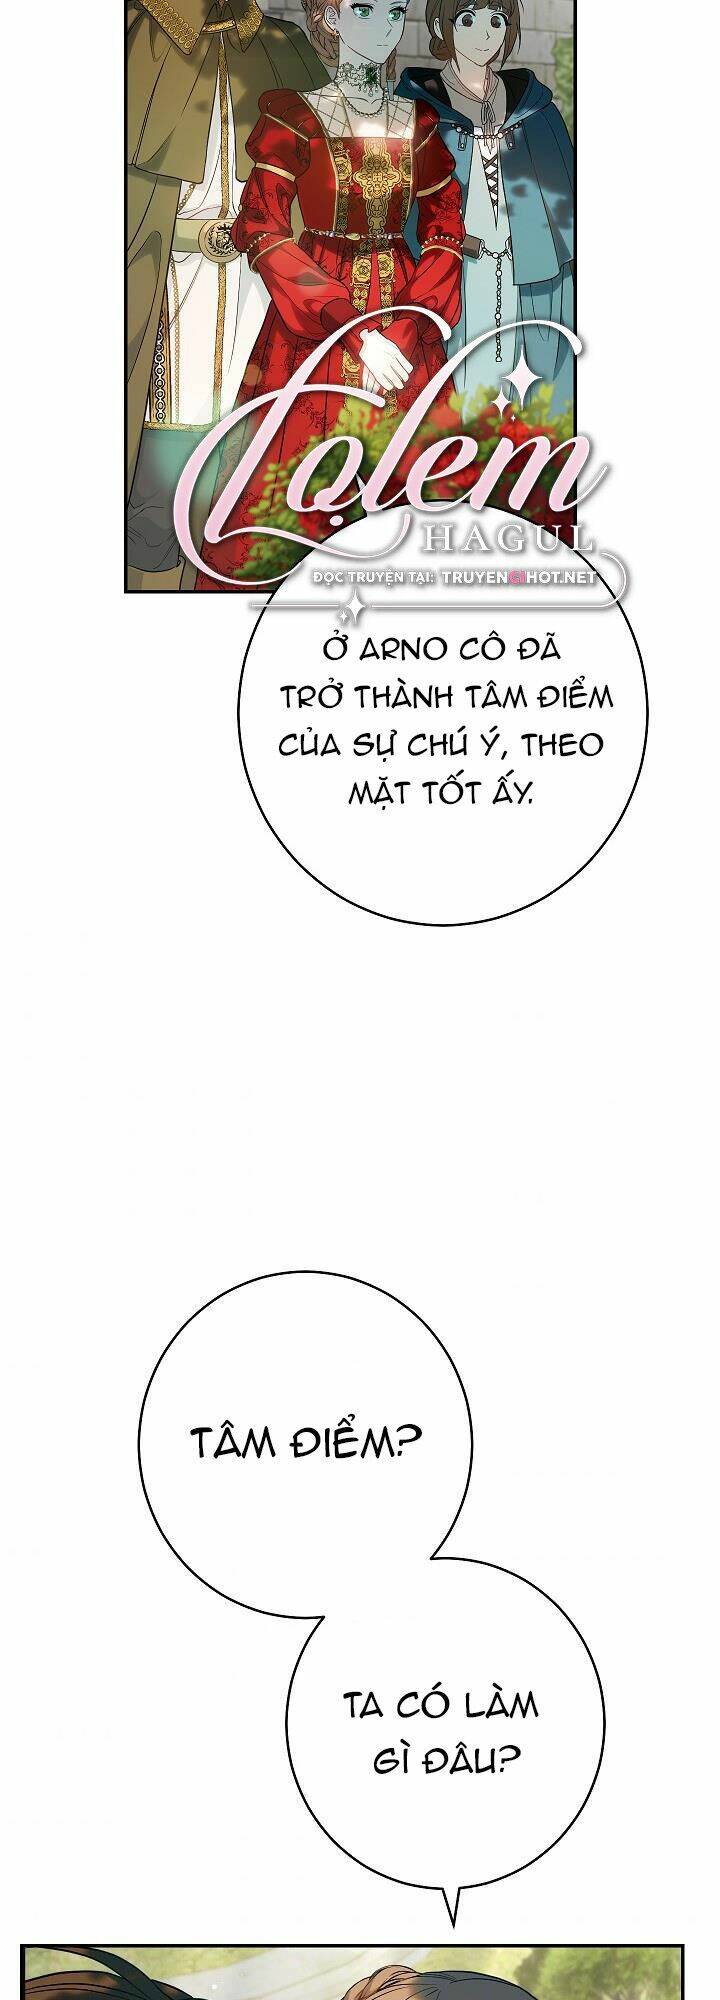 Lọlem
HAGUL
ĐỌC TRUYỆN TẠI: TRUYENGIHOT.NET
Ở ARNO CÔ ĐÃ
TRỞ THÀNH TÂM ĐIỂM
CỦA SỰ CHÚ Ý, THEO
MẶT TỐT ẤY.
TÂM ĐIỂM?
TA CÓ LÀM
GÌ ĐÂU?